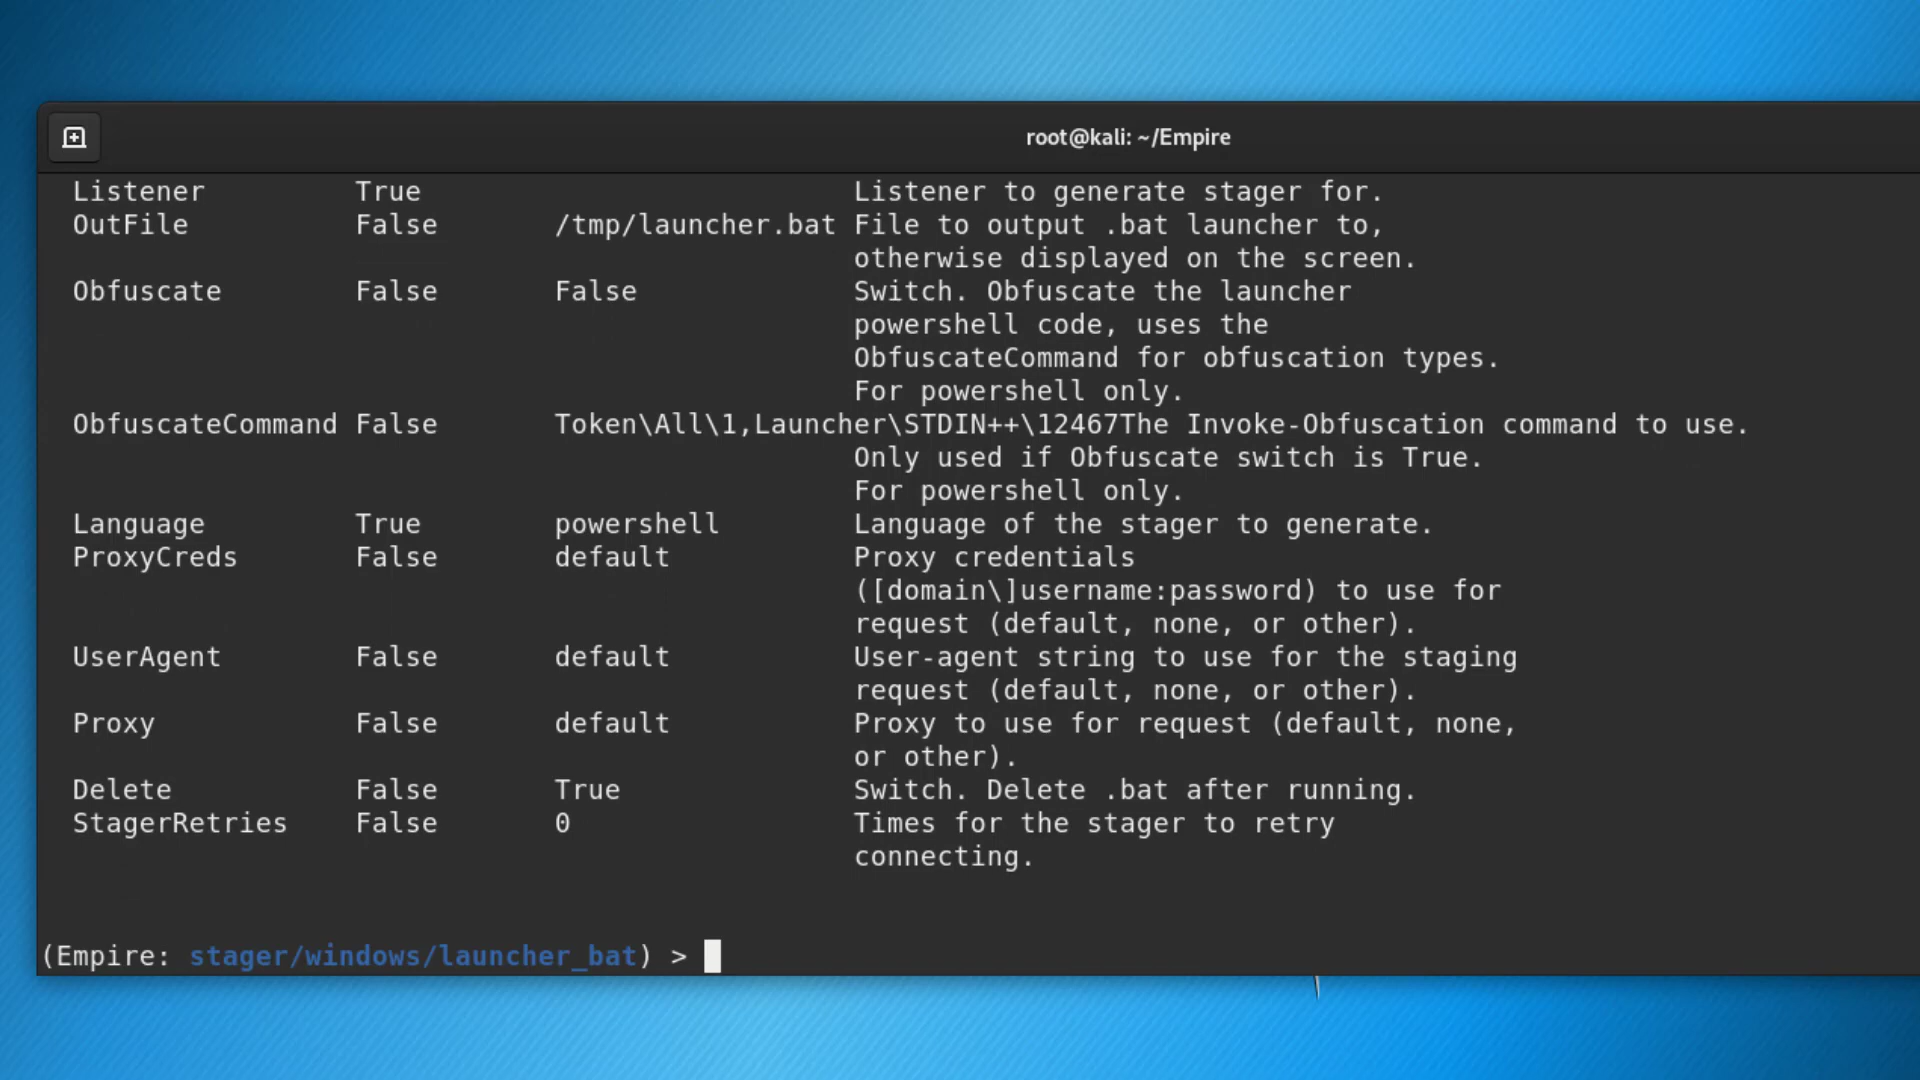 root@kali: ~/Empire
Listener True Listener to generate stager for.
OutFile False /tmp/launcher.bat File to output .bat launcher to,
otherwise displayed on the screen.
Obfuscate False False Switch. Obfuscate the launcher
powershell code, uses the
ObfuscateCommand for obfuscation types.
For powershell only.
ObfuscateCommand False Token\All\1,Launcher\STDIN++\12467The Invoke-Obfuscation command to use.
Only used if Obfuscate switch is True.
For powershell only.
Language True powershell Language of the stager to generate.
ProxyCreds False default Proxy credentials
([domain\]username:password) to use for
request (default, none, or other).
UserAgent False default User-agent string to use for the staging
request (default, none, or other).
Proxy False default Proxy to use for request (default, none,
or other).
Delete False True Switch. Delete .bat after running.
StagerRetries False 0 Times for the stager to retry
connecting.
(Empire: stager/windows/launcher_bat) >